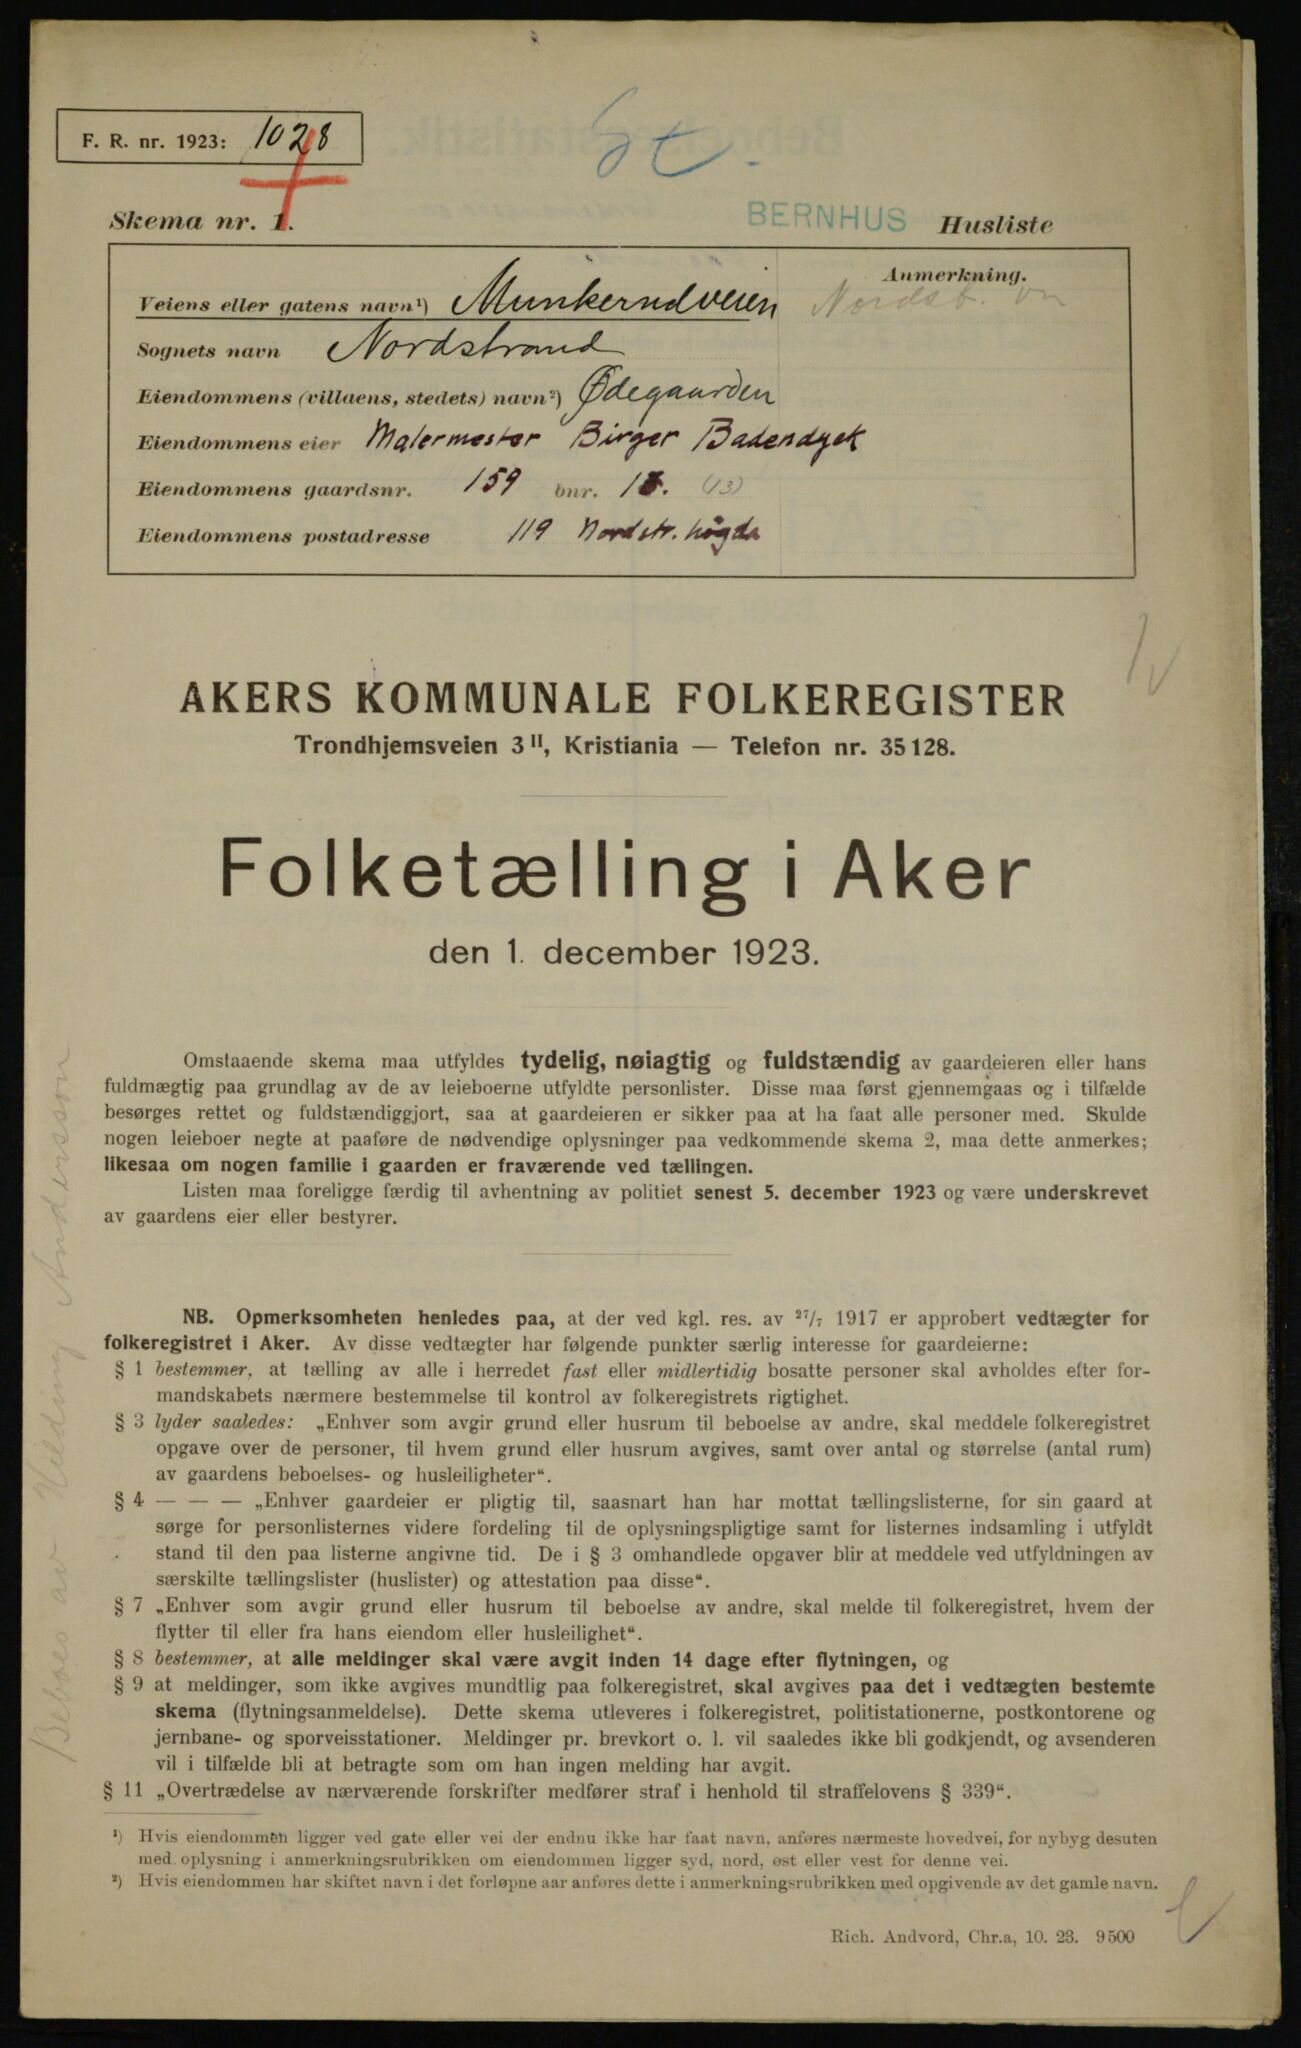 F. R. nr. 1923: 1028
St.
Skema nr. 1.
BERNHUS Husliste
Veiens eller gatens navn¹) Munkerudveien
Anmerkning.
Nordstr. vn
Sognets navn Nordstrand
Eiendommens (villaens, stedets) navn²) Ødegaarden
Eiendommens eier Malermester Birger Badendyck
Eiendommens gaardsnr. 159 bnr. 18. (13)
Eiendommens postadresse 119 Nordstr. høgda
AKERS KOMMUNALE FOLKEREGISTER
Trondhjemsveien 3 II, Kristiania — Telefon nr. 35128.
Folketælling i Aker
den 1. december 1923.
Omstaaende skema maa utfyldes tydelig, nøiagtig og fuldstændig av gaardeieren eller hans
fuldmægtig paa grundlag av de av leieboerne utfyldte personlister. Disse maa først gjennemgaas og i tilfælde
besørges rettet og fuldstændiggjort, saa at gaardeieren er sikker paa at ha faat alle personer med. Skulde
nogen leieboer negte at paaføre de nødvendige oplysninger paa vedkommende skema 2, maa dette anmerkes;
likesaa om nogen familie i gaarden er fraværende ved tællingen.
Listen maa foreligge færdig til avhentning av politiet senest 5. december 1923 og være underskrevet
av gaardens eier eller bestyrer.
NB. Opmerksomheten henledes paa, at der ved kgl. res. av 27/7 1917 er approbert vedtægter for
folkeregistret i Aker. Av disse vedtægter har følgende punkter særlig interesse for gaardeierne:
§ 1 bestemmer, at tælling av alle i herredet fast eller midlertidig bosatte personer skal avholdes efter for-
mandskabets nærmere bestemmelse til kontrol av folkeregistrets rigtighet.
§ 3 lyder saaledes: „Enhver som avgir grund eller husrum til beboelse av andre, skal meddele folkeregistret
opgave over de personer, til hvem grund eller husrum avgives, samt over antal og størrelse (antal rum)
av gaardens beboelses- og husleiligheter“.
§ 4 — — — „Enhver gaardeier er pligtig til, saasnart han har mottat tællingslisterne, for sin gaard at
sørge for personlisternes videre fordeling til de oplysningspligtige samt for listernes indsamling i utfyldt
stand til den paa listerne angivne tid. De i § 3 omhandlede opgaver blir at meddele ved utfyldningen av
særskilte tællingslister (huslister) og attestation paa disse“.
§ 7 „Enhver som avgir grund eller husrum til beboelse av andre, skal melde til folkeregistret, hvem der
flytter til eller fra hans eiendom eller husleilighet“.
§ 8 bestemmer, at alle meldinger skal være avgit inden 14 dage efter flytningen, og
§ 9 at meldinger, som ikke avgives mundtlig paa folkeregistret, skal avgives paa det i vedtægten bestemte
skema (flytningsanmeldelse). Dette skema utleveres i folkeregistret, politistationerne, postkontorene og
jernbane- og sporveisstationer. Meldinger pr. brevkort o. l. vil saaledes ikke bli godkjendt, og avsenderen
vil i tilfælde bli at betragte som om han ingen melding har avgit.
§ 11 „Overtrædelse av nærværende forskrifter medfører straf i henhold til straffelovens § 339“.
¹) Hvis eiendommen ligger ved gate eller vei der endnu ikke har faat navn, anføres nærmeste hovedvei, for nybyg desuten
med oplysning i anmerkningsrubrikken om eiendommen ligger syd, nord, øst eller vest for denne vei.
²) Hvis eiendommen har skiftet navn i det forløpne aar anføres dette i anmerkningsrubrikken med opgivende av det gamle navn.
Rich. Andvord, Chr.a, 10. 23. 9500
Beboes av Hilding Andersson